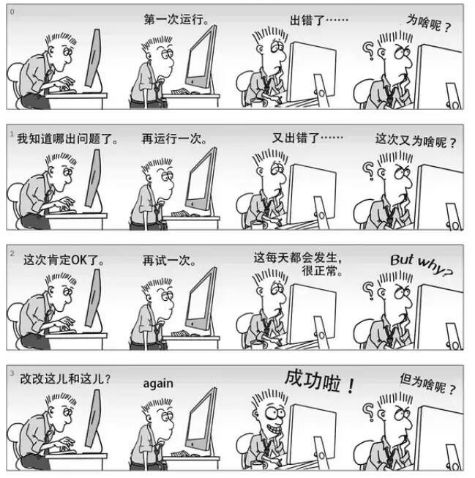 0
第一次运行。
出错了……
为啥呢？
1
我知道哪出问题了。
再运行一次。
又出错了……
这次又为啥呢？
2
这次肯定OK了。
再试一次。
这每天都会发生，
很正常。
But why?
3
改改这儿和这儿？
again
成功啦！
但为啥呢？